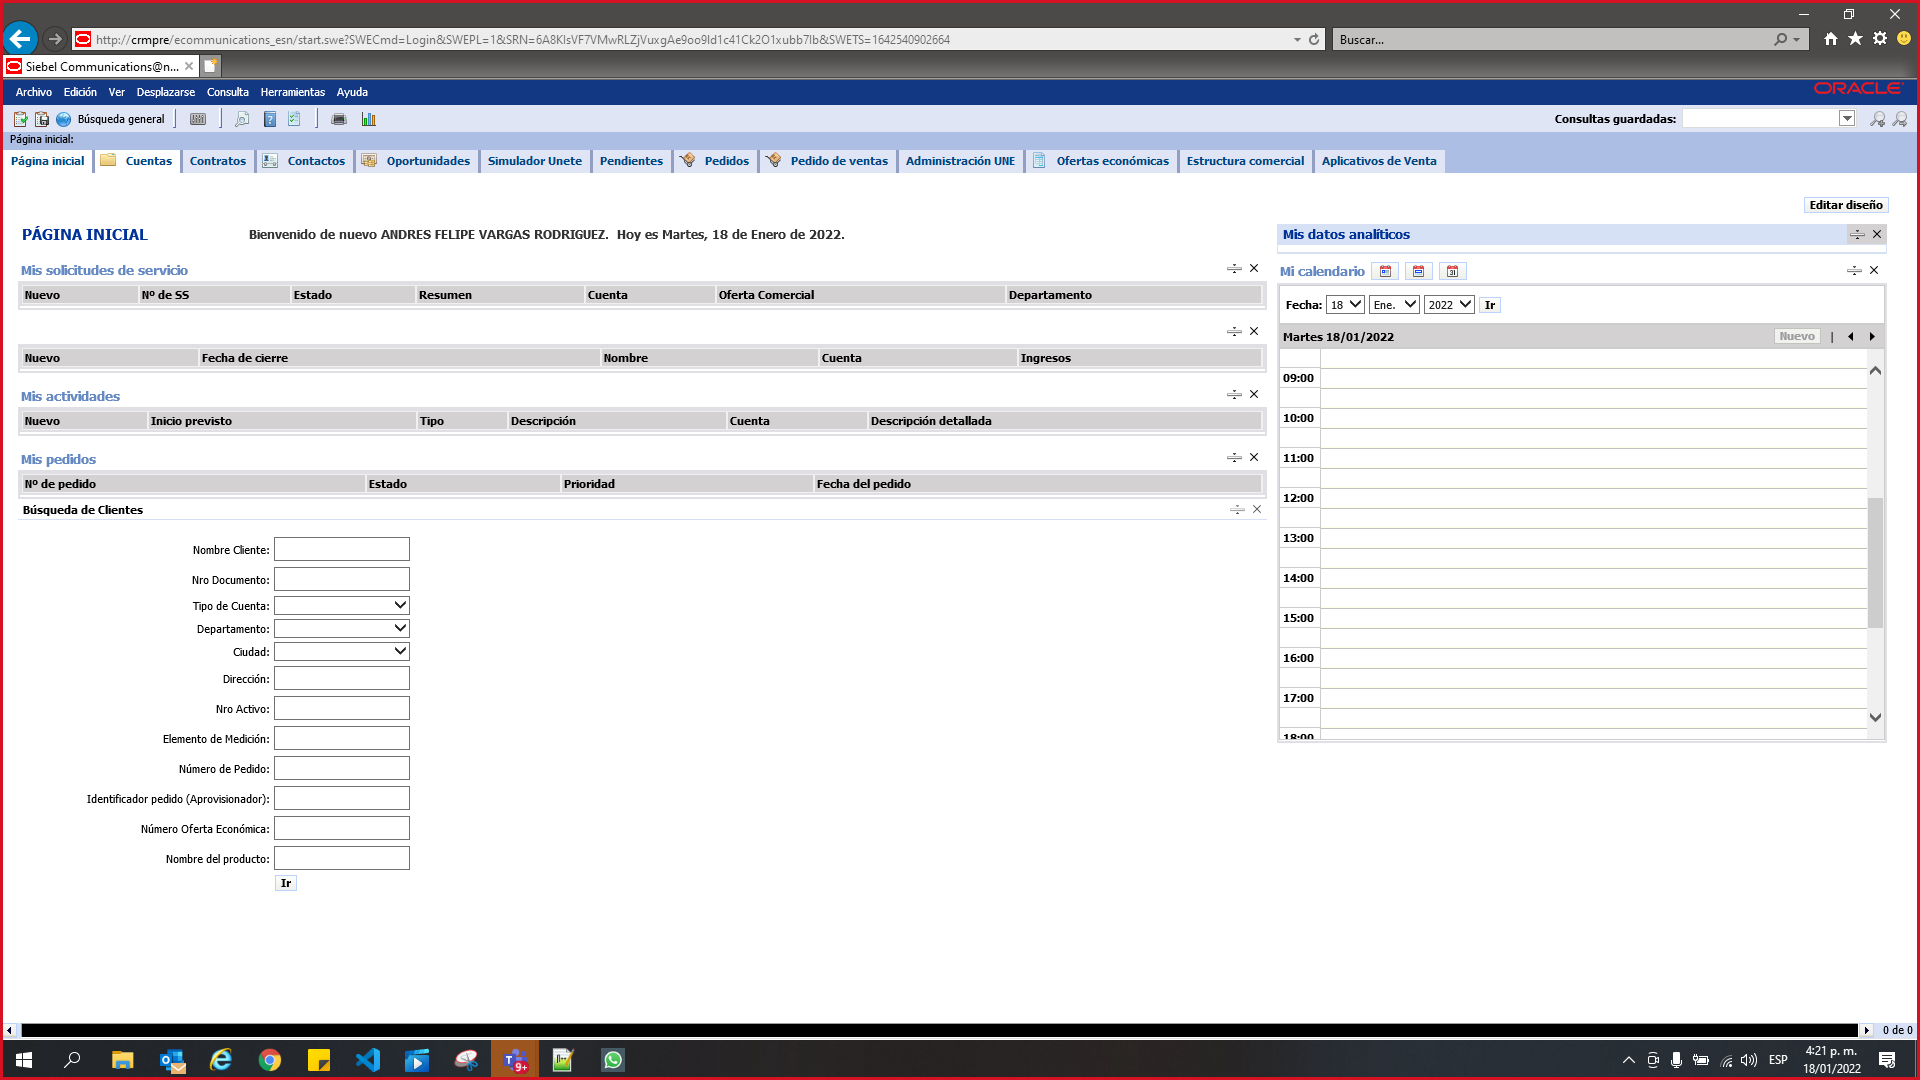 http://crmpre/ecommunications_esn/start.swe?SWECmd=Login&SWEPL=1&SRN=6A8KlsVF7VMwRLZjVuxgAe9oo9ld1c41Ck2O1xubb7Ib&SWETS=1642540902664
Buscar...
Siebel Communications@n...
Archivo Edición Ver Desplazarse Consulta Herramientas Ayuda
ORACLE
Búsqueda general
Consultas guardadas:
Página inicial:
Página inicial Cuentas Contratos Contactos Oportunidades Simulador Unete Pendientes Pedidos Pedido de ventas Administración UNE Ofertas económicas Estructura comercial Aplicativos de Venta
Editar diseño
PÁGINA INICIAL Bienvenido de nuevo ANDRES FELIPE VARGAS RODRIGUEZ. Hoy es Martes, 18 de Enero de 2022.
Mis solicitudes de servicio
Nuevo Nº de SS Estado Resumen Cuenta Oferta Comercial Departamento
Nuevo Fecha de cierre Nombre Cuenta Ingresos
Mis actividades
Nuevo Inicio previsto Tipo Descripción Cuenta Descripción detallada
Mis pedidos
Nº de pedido Estado Prioridad Fecha del pedido
Búsqueda de Clientes
Nombre Cliente:
Nro Documento:
Tipo de Cuenta:
Departamento:
Ciudad:
Dirección:
Nro Activo:
Elemento de Medición:
Número de Pedido:
Identificador pedido (Aprovisionador):
Número Oferta Económica:
Nombre del producto:
Ir
Mis datos analíticos
Mi calendario
31
Fecha: 18 Ene. 2022 Ir
Martes 18/01/2022 Nuevo |
09:00
10:00
11:00
12:00
13:00
14:00
15:00
16:00
17:00
18:00
0 de 0
9+
ESP
4:21 p. m.
18/01/2022